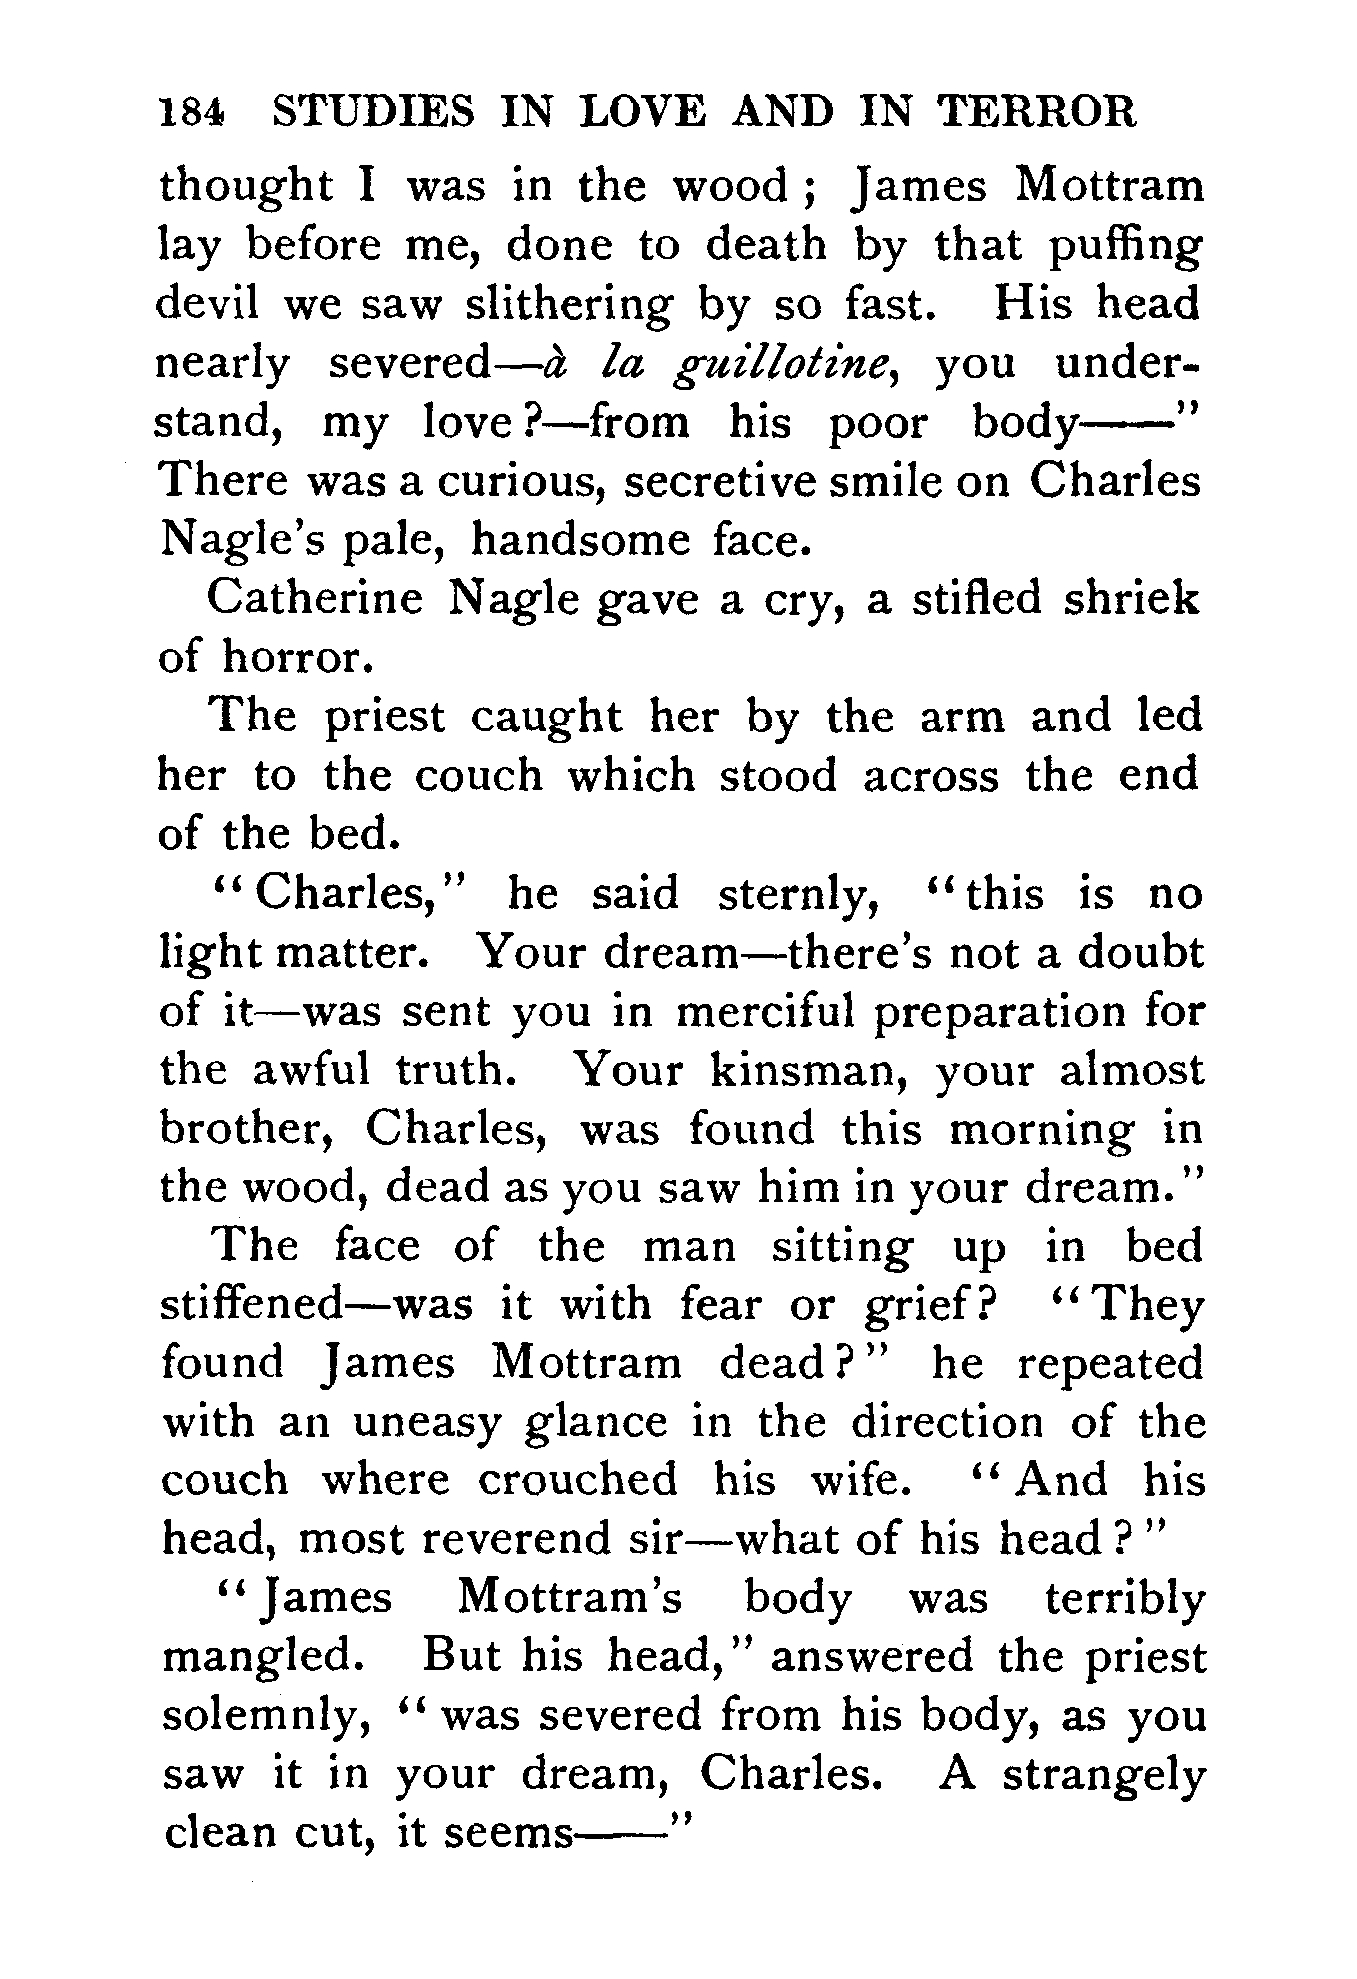 184 STUDIES IN LOVE AND IN TERROR
thought I was in the wood ; James Mottram
lay before me, done to death by that puffing
devil we saw slithering by so fast. His head
nearly severed—à la guillotine, you under-
stand, my love ?—from his poor body——”
There was a curious, secretive smile on Charles
Nagle’s pale, handsome face.
Catherine Nagle gave a cry, a stifled shriek
of horror.
The priest caught her by the arm and led
her to the couch which stood across the end
of the bed.
“ Charles,” he said sternly, “ this is no
light matter. Your dream—there’s not a doubt
of it—was sent you in merciful preparation for
the awful truth. Your kinsman, your almost
brother, Charles, was found this morning in
the wood, dead as you saw him in your dream.”
The face of the man sitting up in bed
stiffened—was it with fear or grief? “ They
found James Mottram dead ? ” he repeated
with an uneasy glance in the direction of the
couch where crouched his wife. “ And his
head, most reverend sir—what of his head ? ”
“ James Mottram’s body was terribly
mangled. But his head,” answered the priest
solemnly, “ was severed from his body, as you
saw it in your dream, Charles. A strangely
clean cut, it seems——”